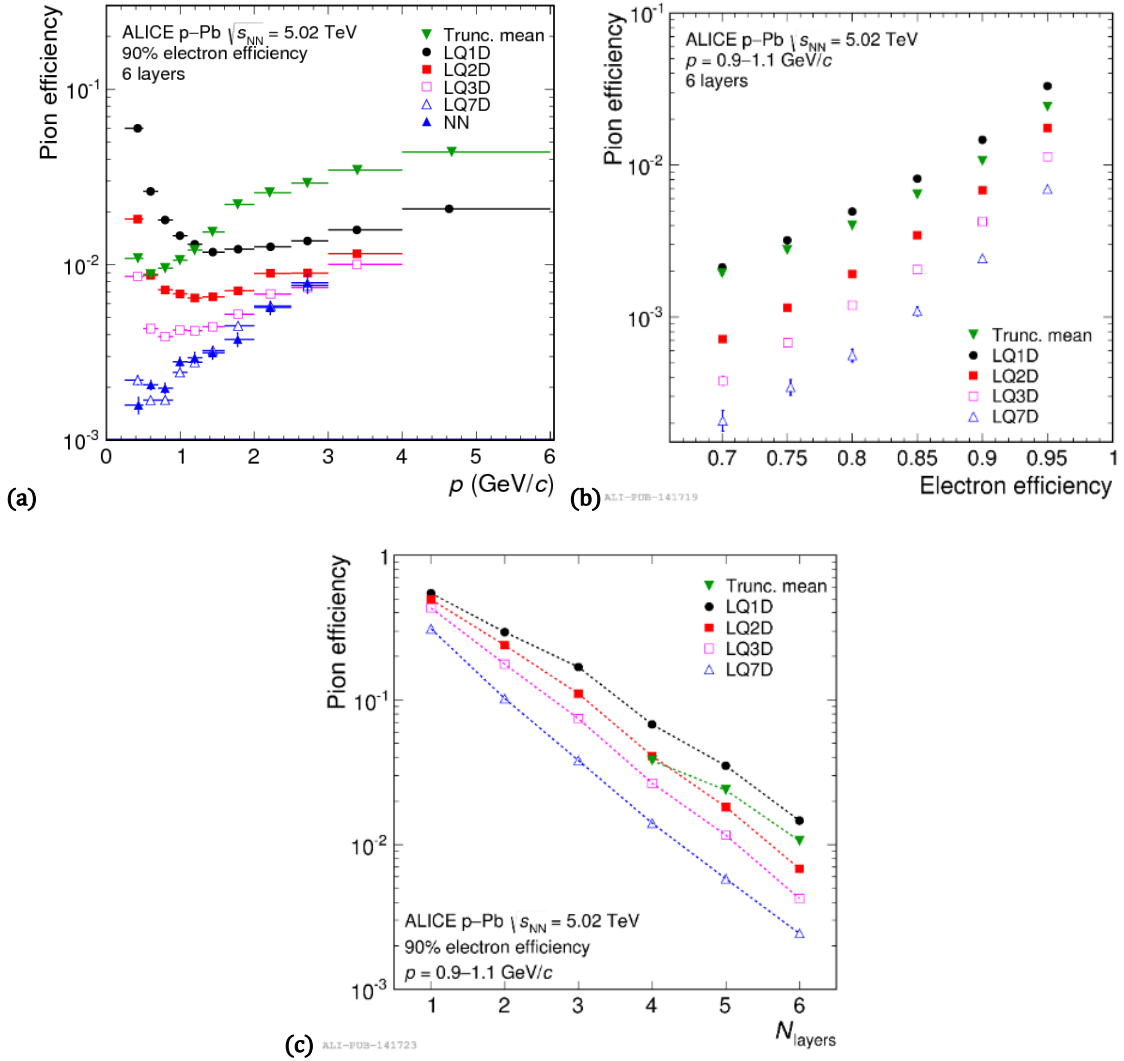 Pion efficiency
ALICE p–Pb √sNN = 5.02 TeV
90% electron efficiency
6 layers
Trunc. mean
LQ1D
LQ2D
LQ3D
LQ7D
NN
10⁻¹
10⁻²
10⁻³
0 1 2 3 4 5 6
p (GeV/c)
(a)
Pion efficiency
ALICE p–Pb √sNN = 5.02 TeV
p = 0.9–1.1 GeV/c
6 layers
10⁻¹
10⁻²
10⁻³
Trunc. mean
LQ1D
LQ2D
LQ3D
LQ7D
0.7 0.75 0.8 0.85 0.9 0.95 1
Electron efficiency
(b) ALI-PUB-141719
Pion efficiency
1
10⁻¹
10⁻²
10⁻³
Trunc. mean
LQ1D
LQ2D
LQ3D
LQ7D
ALICE p–Pb √sNN = 5.02 TeV
90% electron efficiency
p = 0.9–1.1 GeV/c
1 2 3 4 5 6
Nlayers
(c) ALI-PUB-141723